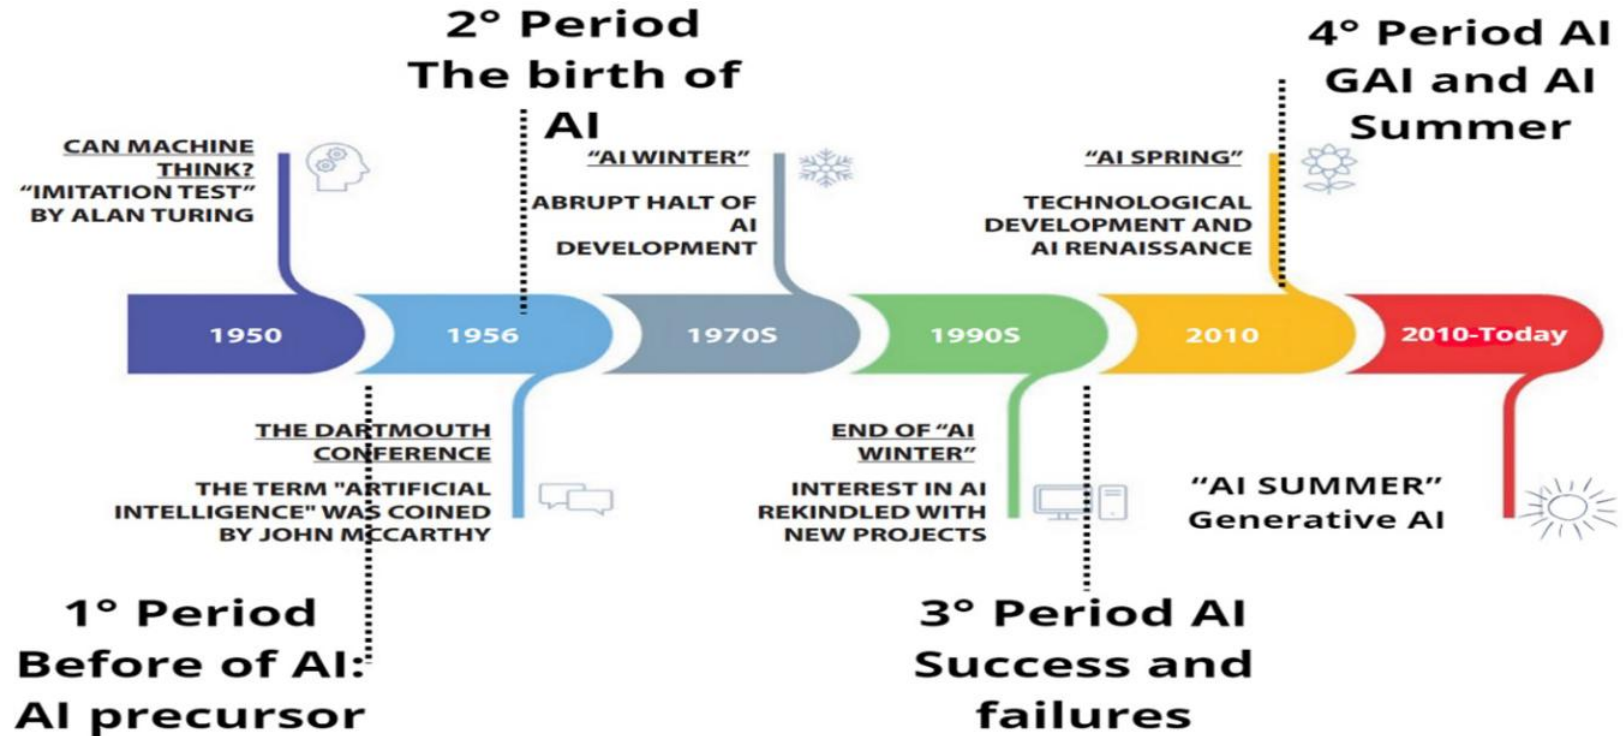 2° Period
The birth of
AI
4° Period AI
GAI and AI
Summer
CAN MACHINE
THINK?
“IMITATION TEST”
BY ALAN TURING
“AI WINTER”
ABRUPT HALT OF
AI
DEVELOPMENT
“AI SPRING”
TECHNOLOGICAL
DEVELOPMENT AND
AI RENAISSANCE
1950
1956
1970S
1990S
2010
2010-Today
THE DARTMOUTH
CONFERENCE
THE TERM "ARTIFICIAL
INTELLIGENCE" WAS COINED
BY JOHN MCCARTHY
END OF “AI
WINTER”
INTEREST IN AI
REKINDLED WITH
NEW PROJECTS
“AI SUMMER”
Generative AI
1° Period
Before of AI:
AI precursor
3° Period AI
Success and
failures